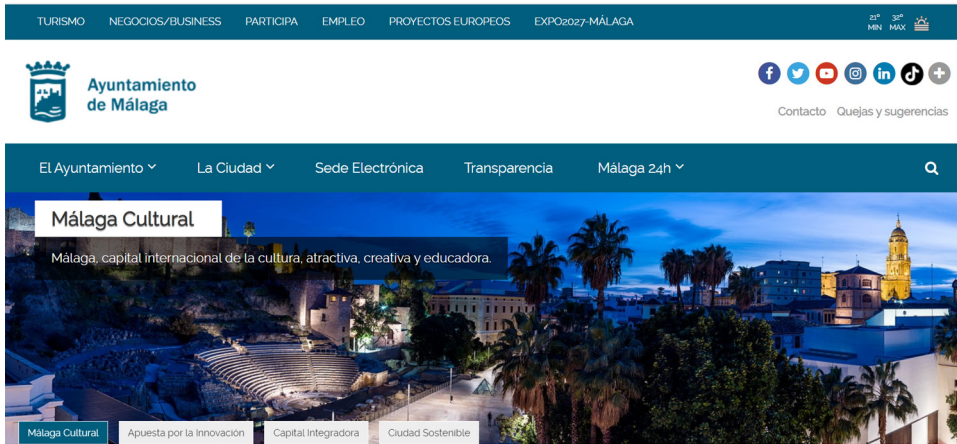 TURISMO NEGOCIOS/BUSINESS PARTICIPA EMPLEO PROYECTOS EUROPEOS EXPO2027-MÁLAGA 21º 32º
MIN MAX
Ayuntamiento
de Málaga
Contacto Quejas y sugerencias
El Ayuntamiento La Ciudad Sede Electrónica Transparencia Málaga 24h
Málaga Cultural
Málaga, capital internacional de la cultura, atractiva, creativa y educadora.
Málaga Cultural Apuesta por la Innovación Capital Integradora Ciudad Sostenible